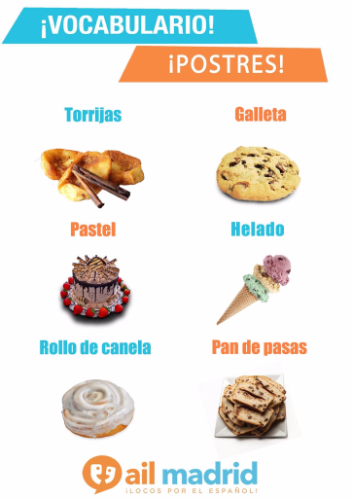 ¡VOCABULARIO!
¡POSTRES!
Torrijas
Galleta
Pastel
Helado
Rollo de canela
Pan de pasas
ail madrid
¡LOCOS POR EL ESPAÑOL!